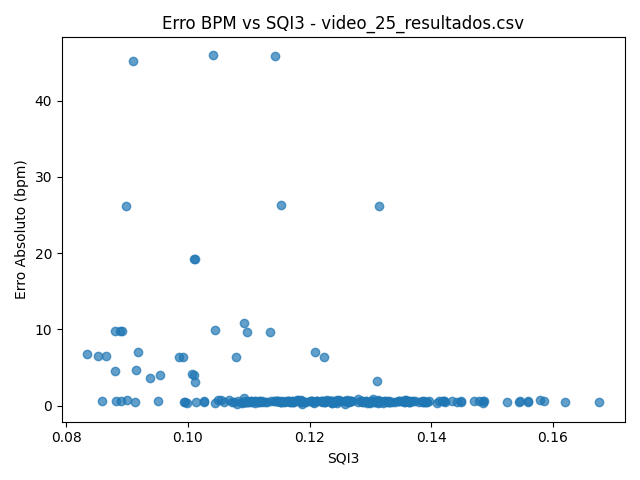 Erro BPM vs SQI3 - video_25_resultados.csv
Erro Absoluto (bpm)
40
30
20
10
0
0.08 0.10 0.12 0.14 0.16
SQI3